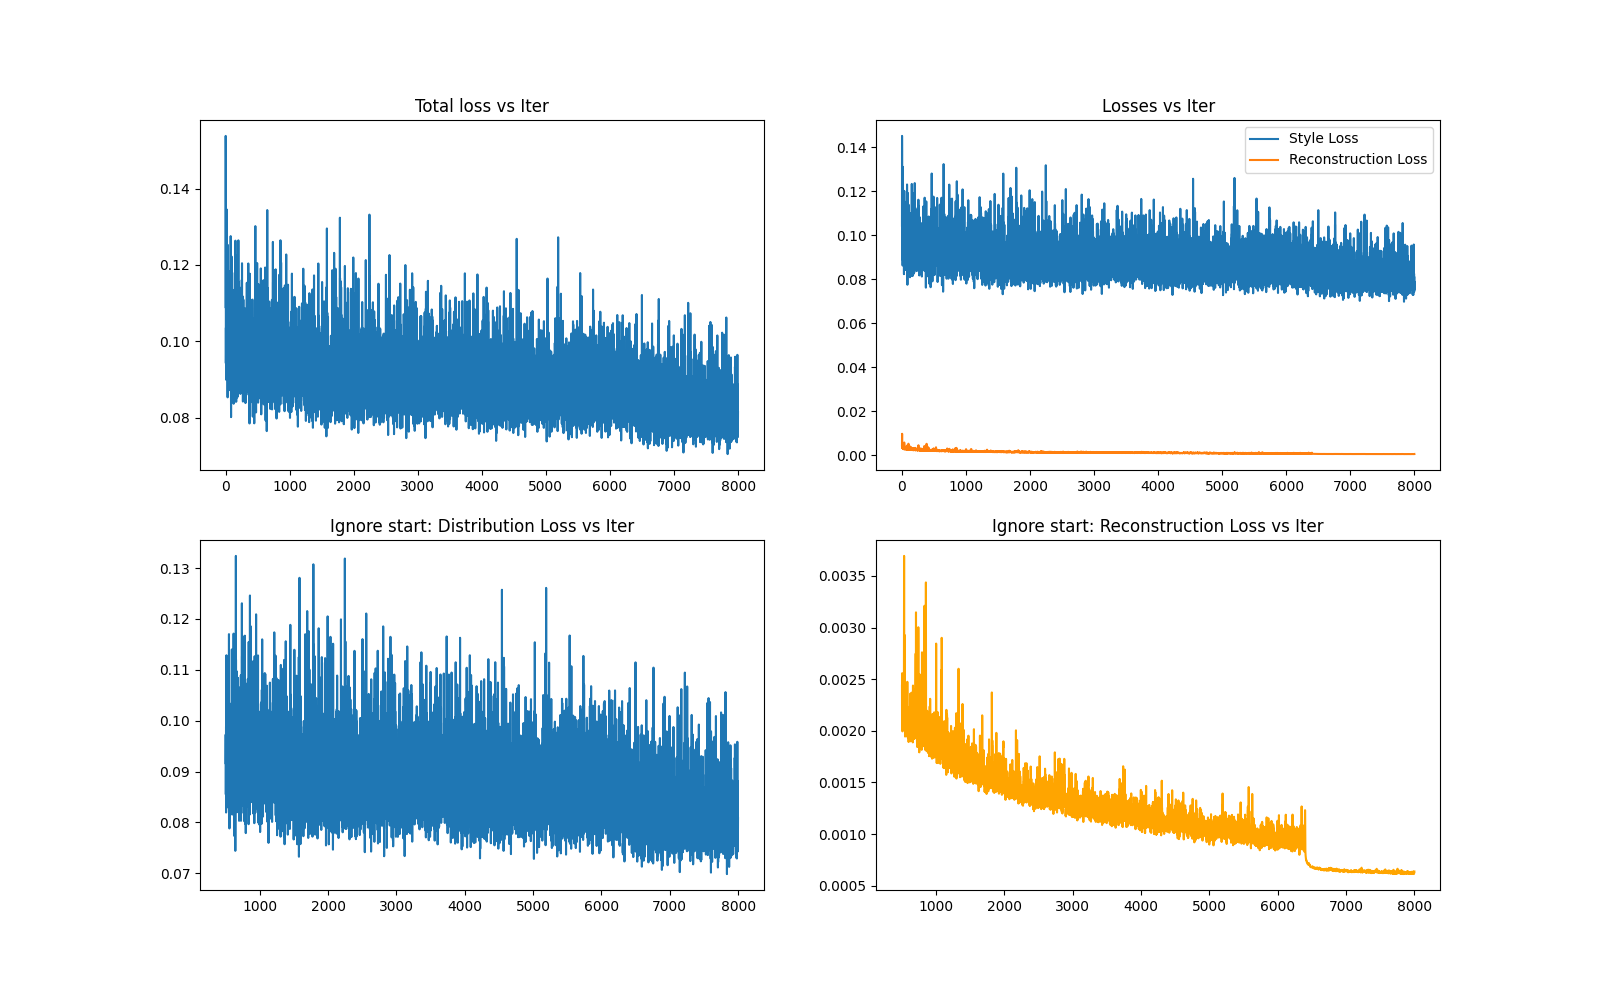 Total loss vs Iter
0.14
0.12
0.10
0.08
0 1000 2000 3000 4000 5000 6000 7000 8000
Losses vs Iter
Style Loss
Reconstruction Loss
0.14
0.12
0.10
0.08
0.06
0.04
0.02
0.00
0 1000 2000 3000 4000 5000 6000 7000 8000
Ignore start: Distribution Loss vs Iter
0.13
0.12
0.11
0.10
0.09
0.08
0.07
1000 2000 3000 4000 5000 6000 7000 8000
Ignore start: Reconstruction Loss vs Iter
0.0035
0.0030
0.0025
0.0020
0.0015
0.0010
0.0005
1000 2000 3000 4000 5000 6000 7000 8000